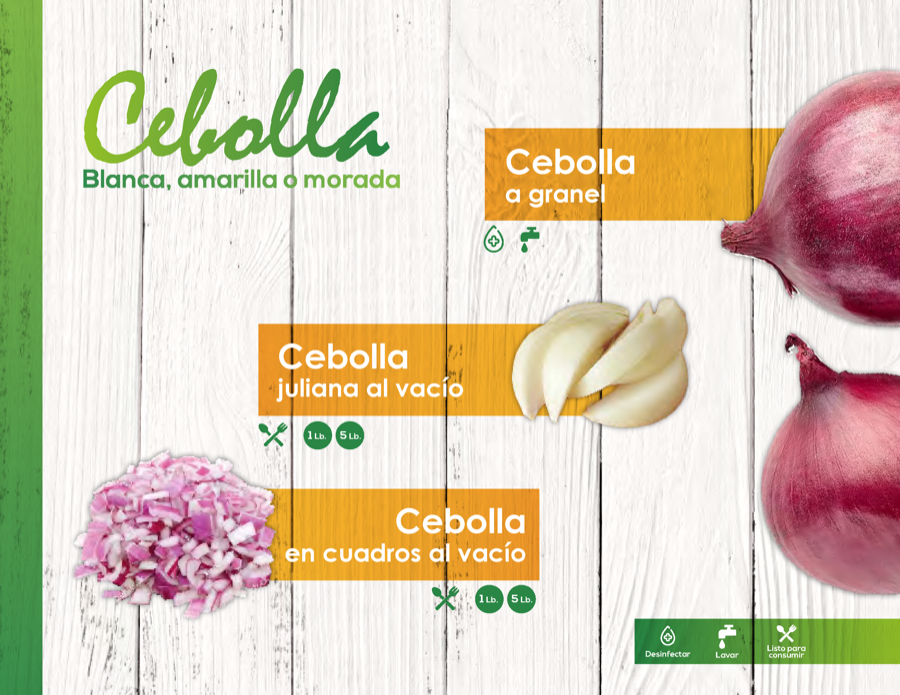 Cebolla
Blanca, amarilla o morada
Cebolla
a granel
Cebolla
juliana al vacío
1 Lb. 5 Lb.
Cebolla
en cuadros al vacío
1 Lb. 5 Lb.
Desinfectar
Lavar
Listo para
consumir